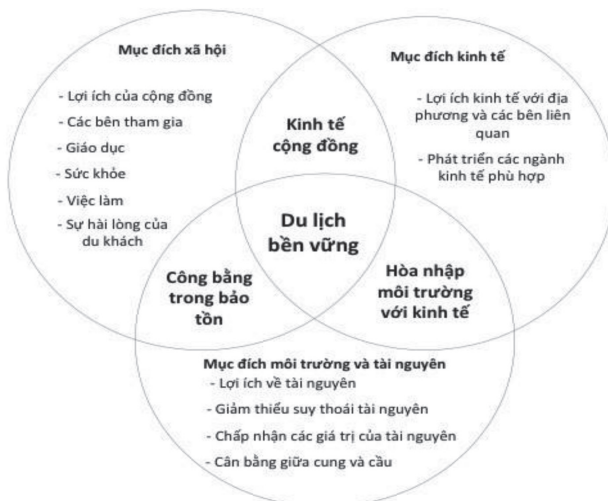 Mục đích xã hội
- Lợi ích của cộng đồng
- Các bên tham gia
- Giáo dục
- Sức khỏe
- Việc làm
- Sự hài lòng của
du khách
Mục đích kinh tế
- Lợi ích kinh tế với địa
phương và các bên liên
quan
- Phát triển các ngành
kinh tế phù hợp
Kinh tế
cộng đồng
Du lịch
bền vững
Công bằng
trong bảo
tồn
Hòa nhập
môi trường
với kinh tế
Mục đích môi trường và tài nguyên
- Lợi ích về tài nguyên
- Giảm thiểu suy thoái tài nguyên
- Chấp nhận các giá trị của tài nguyên
- Cân bằng giữa cung và cầu